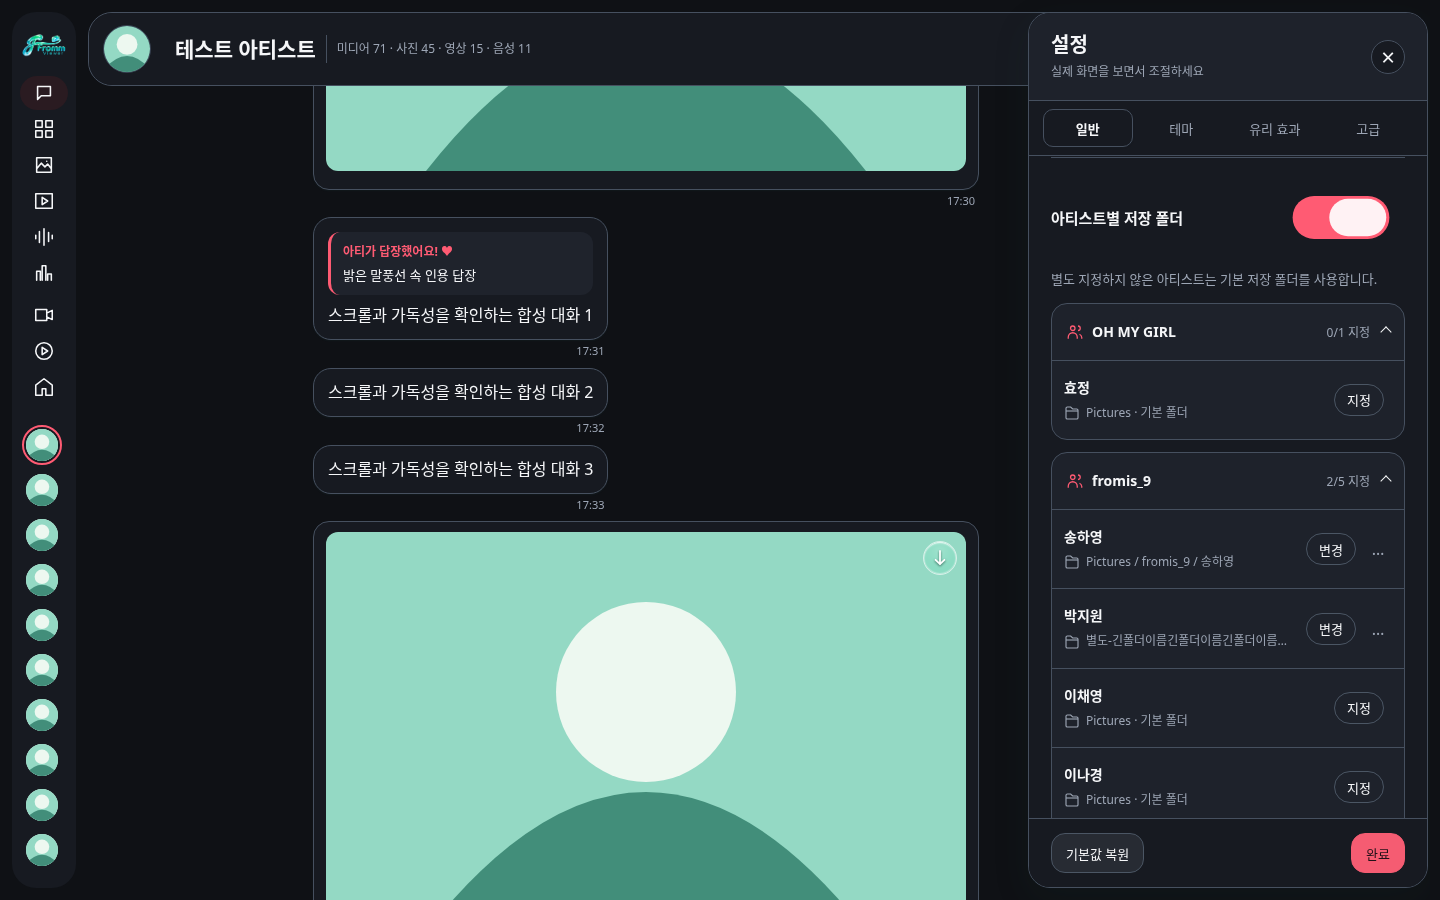 fromm
테스트 아티스트
미디어 71 · 사진 45 · 영상 15 · 음성 11
17:30
아티가 답장했어요! ♥
밝은 말풍선 속 인용 답장
스크롤과 가독성을 확인하는 합성 대화 1
17:31
스크롤과 가독성을 확인하는 합성 대화 2
17:32
스크롤과 가독성을 확인하는 합성 대화 3
17:33
설정
실제 화면을 보면서 조절하세요
일반 테마 유리 효과 고급
아티스트별 저장 폴더
별도 지정하지 않은 아티스트는 기본 저장 폴더를 사용합니다.
OH MY GIRL 0/1 지정
효정
Pictures · 기본 폴더
지정
fromis_9 2/5 지정
송하영
Pictures / fromis_9 / 송하영
변경 ...
박지원
별도-긴폴더이름긴폴더이름긴폴더이름...
변경 ...
이채영
Pictures · 기본 폴더
지정
이나경
Pictures · 기본 폴더
지정
기본값 복원 완료